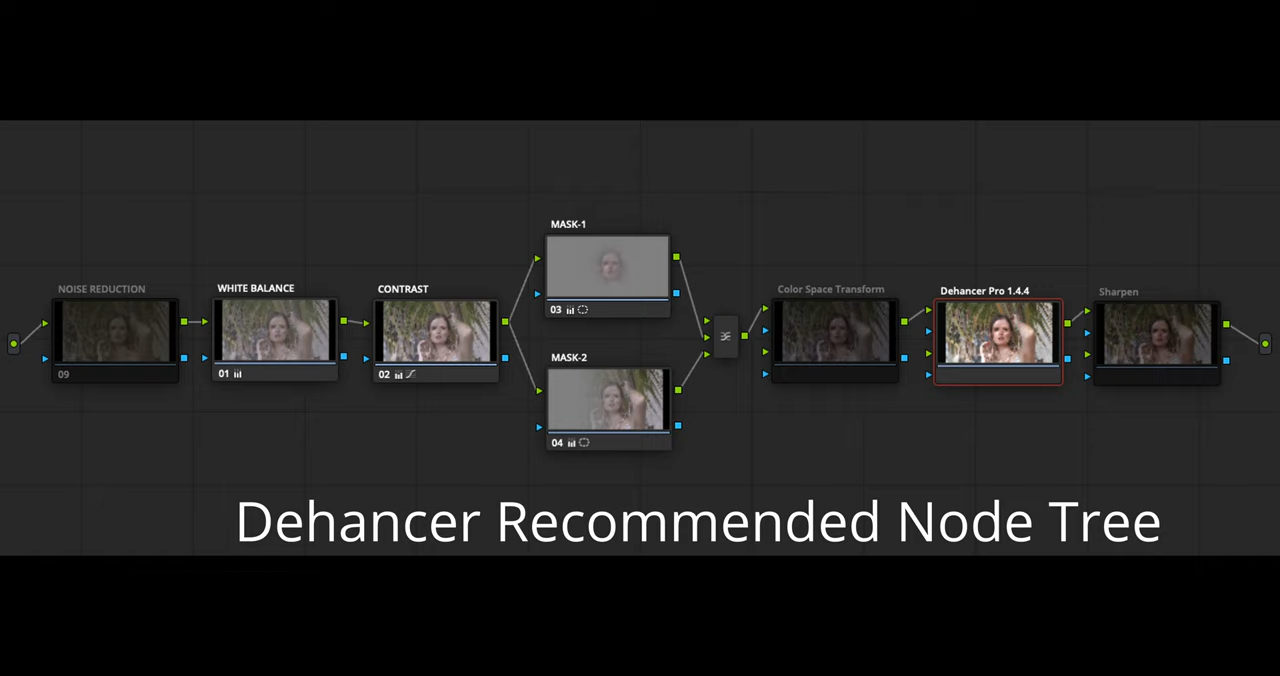 MASK-1
NOISE REDUCTION
WHITE BALANCE
CONTRAST
Color Space Transform
Dehancer Pro 1.4.4
Sharpen
03
MASK-2
09
01
02
04
Dehancer Recommended Node Tree